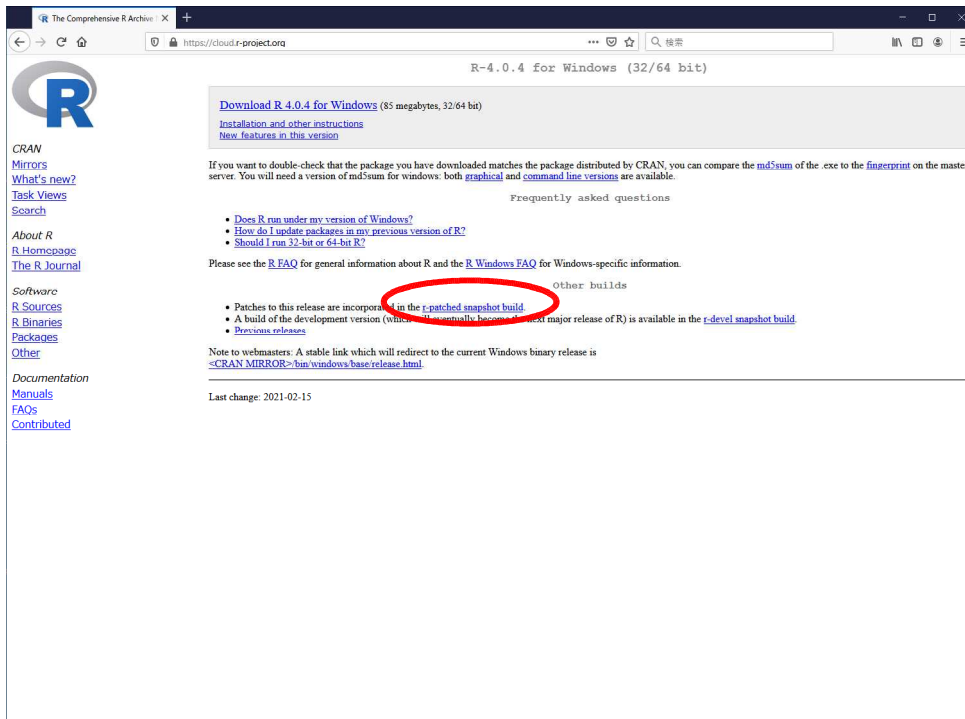 The Comprehensive R Archive
https://cloud.r-project.org
検索
R
CRAN
Mirrors
What's new?
Task Views
Search
About R
R Homepage
The R Journal
Software
R Sources
R Binaries
Packages
Other
Documentation
Manuals
FAQs
Contributed
R-4.0.4 for Windows (32/64 bit)
Download R 4.0.4 for Windows (85 megabytes, 32/64 bit)
Installation and other instructions
New features in this version
If you want to double-check that the package you have downloaded matches the package distributed by CRAN, you can compare the md5sum of the .exe to the fingerprint on the maste
server. You will need a version of md5sum for windows: both graphical and command line versions are available.
Frequently asked questions
• Does R run under my version of Windows?
• How do I update packages in my previous version of R?
• Should I run 32-bit or 64-bit R?
Please see the R FAQ for general information about R and the R Windows FAQ for Windows-specific information.
Other builds
• Patches to this release are incorporated in the r-patched snapshot build.
• A build of the development version (which will eventually become the next major release of R) is available in the r-devel snapshot build.
• Previous releases
Note to webmasters: A stable link which will redirect to the current Windows binary release is
<CRAN MIRROR>/bin/windows/base/release.html.
Last change: 2021-02-15